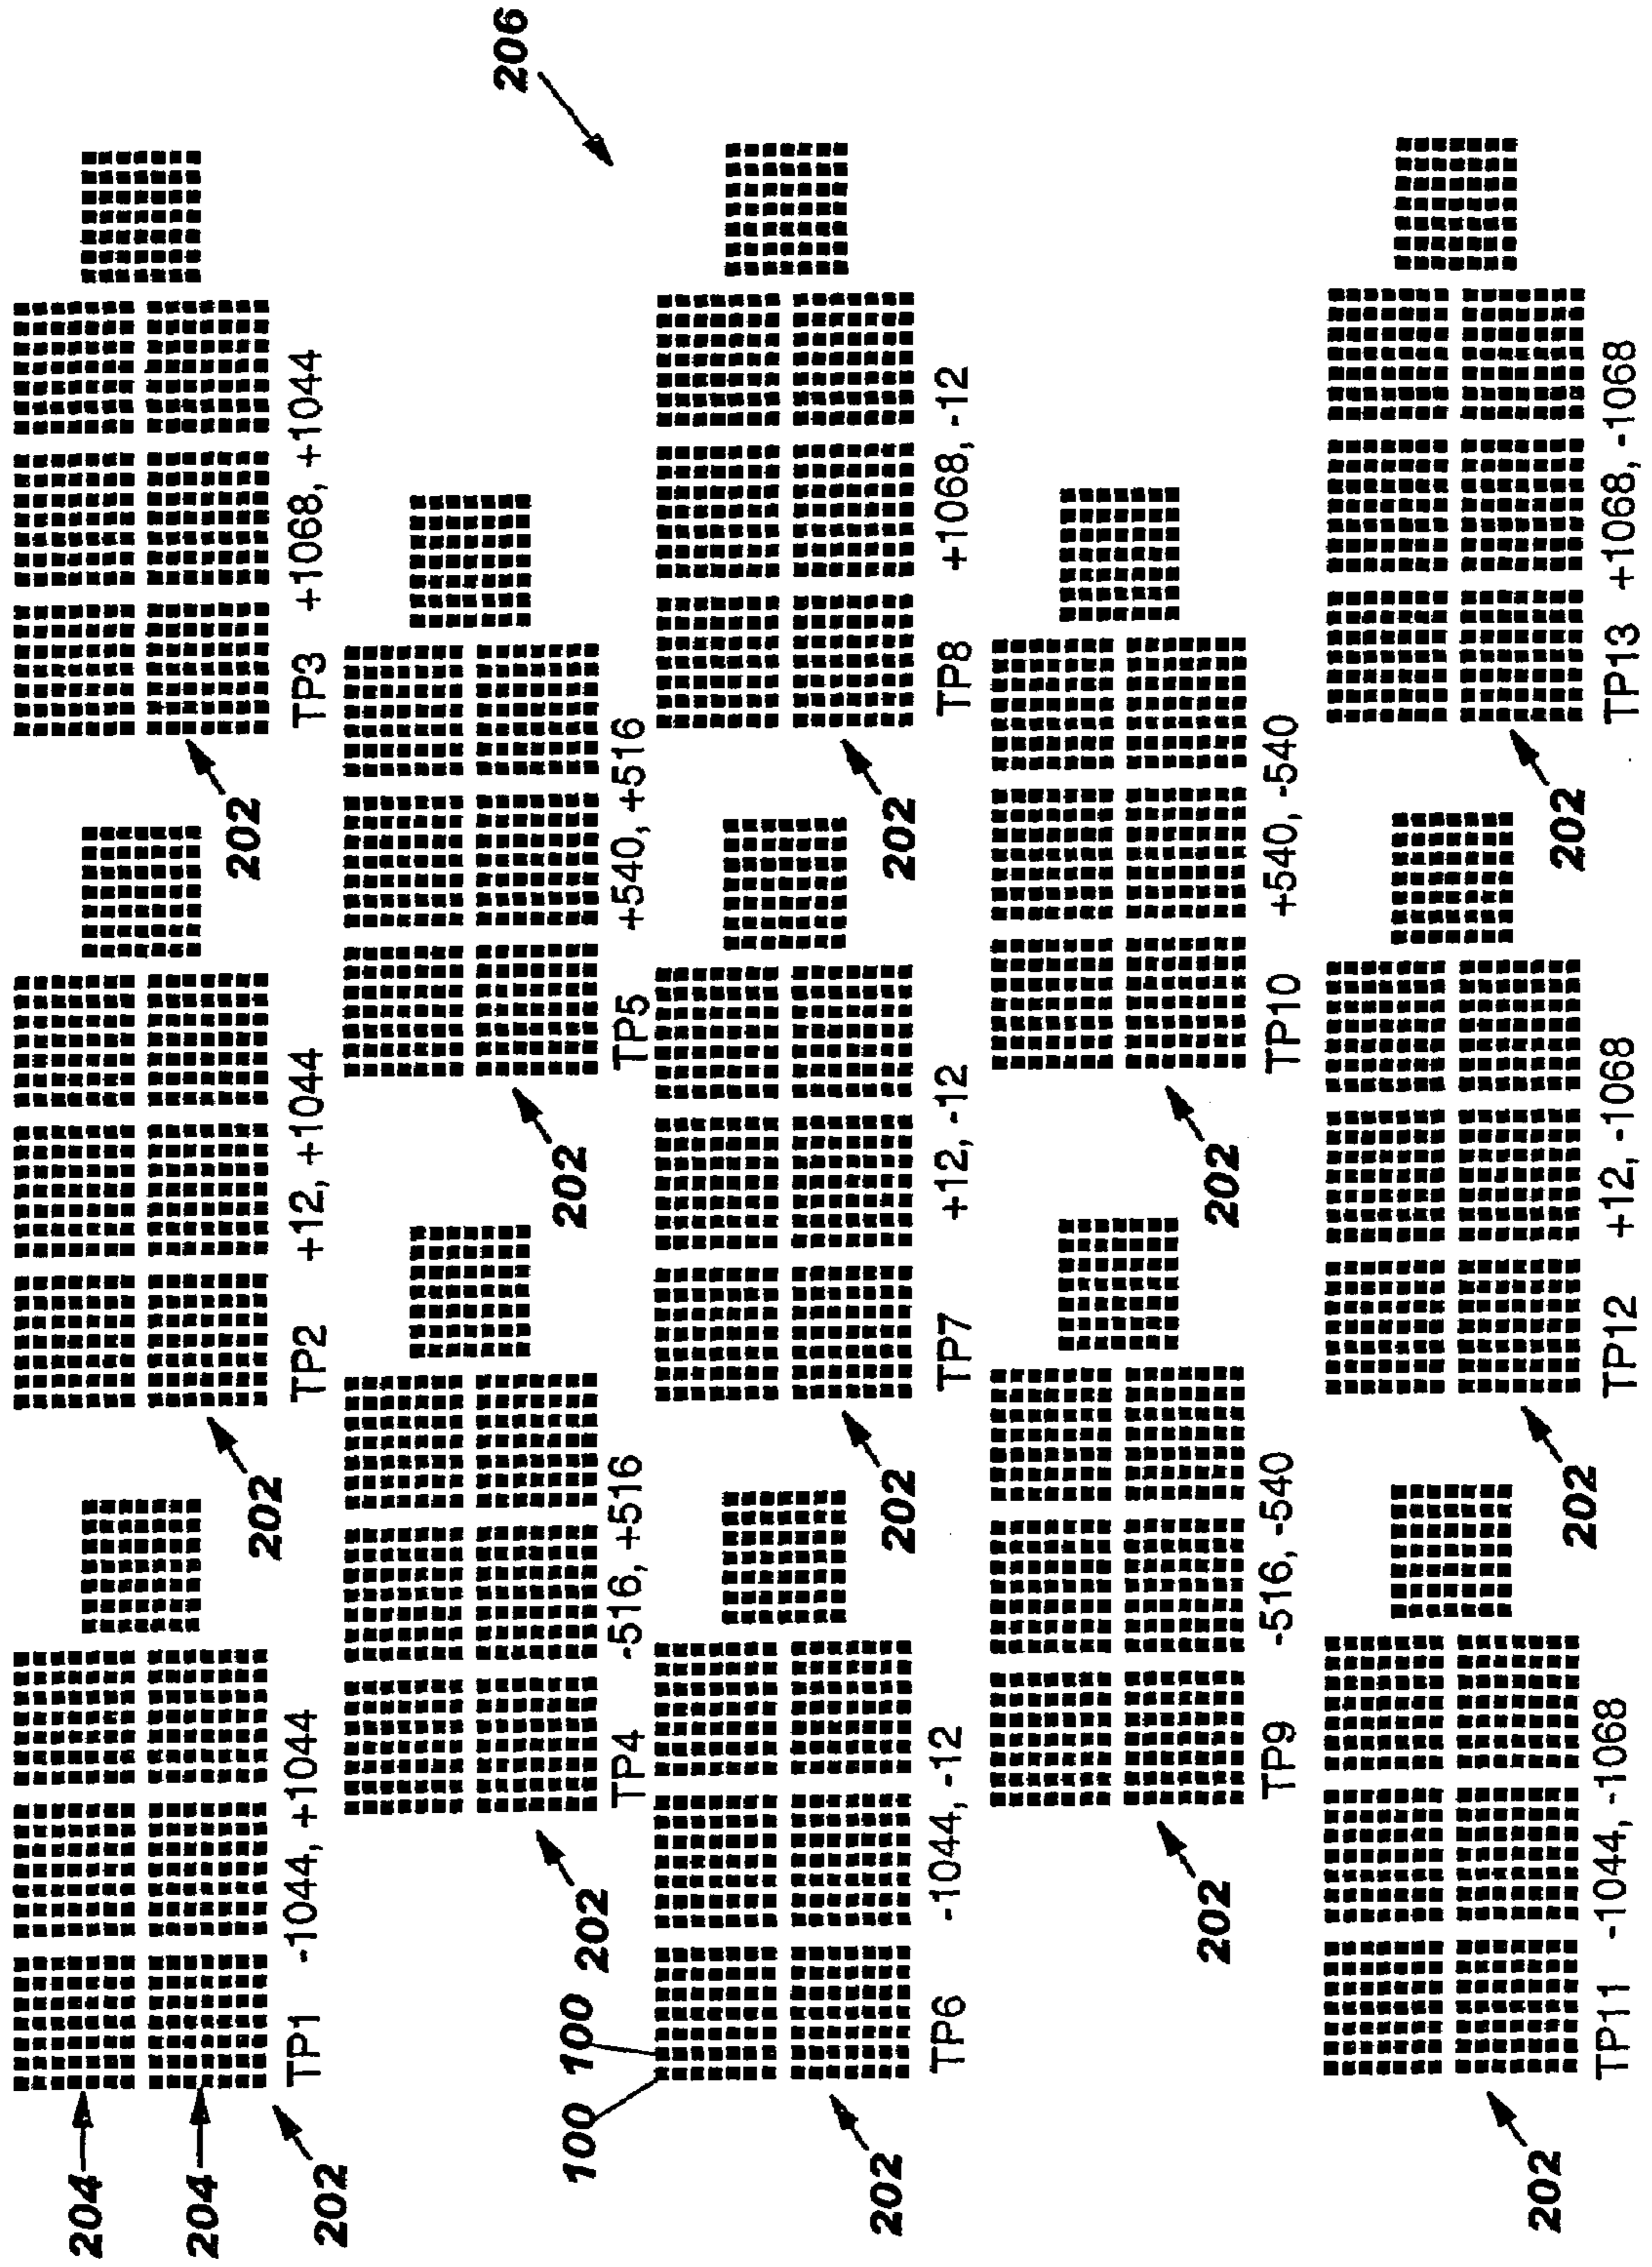 206
204
204
202
TP1 -1044, +1044
202
TP2 +12, +1044
202
TP3 +1068, +1044
202
TP4 -516, +516
202
TP5 +540, +516
100 100
202
TP6 -1044, -12
202
TP7 +12, -12
202
TP8 +1068, -12
202
TP9 -516, -540
202
TP10 +540, -540
202
TP11 -1044, -1068
202
TP12 +12, -1068
202
TP13 +1068, -1068